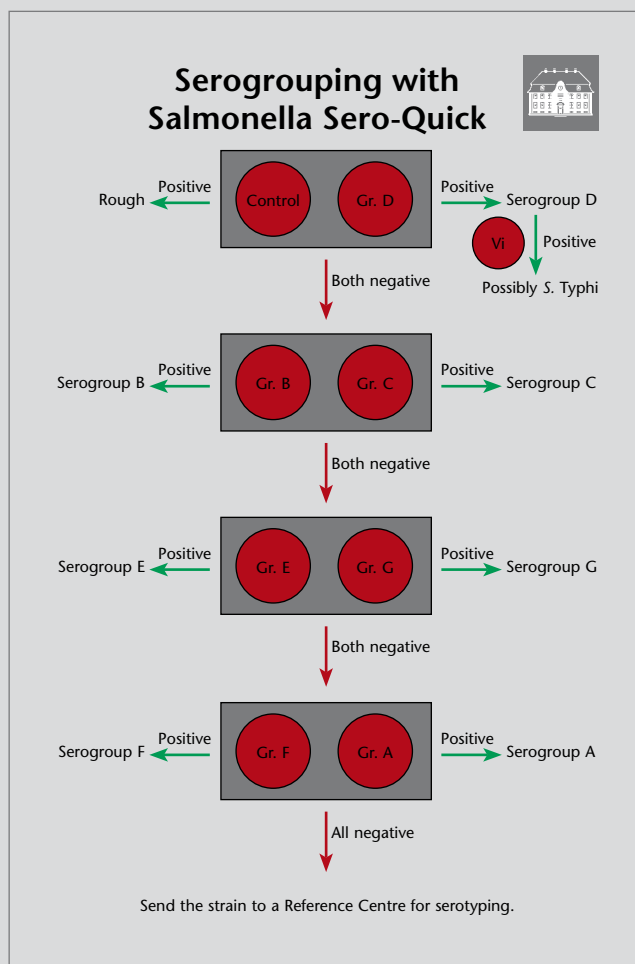 Serogrouping with
Salmonella Sero-Quick
Rough
Positive
Control
Gr. D
Positive
Serogroup D
Vi
Positive
Possibly S. Typhi
Both negative
Serogroup B
Positive
Gr. B
Gr. C
Positive
Serogroup C
Both negative
Serogroup E
Positive
Gr. E
Gr. G
Positive
Serogroup G
Both negative
Serogroup F
Positive
Gr. F
Gr. A
Positive
Serogroup A
All negative
Send the strain to a Reference Centre for serotyping.